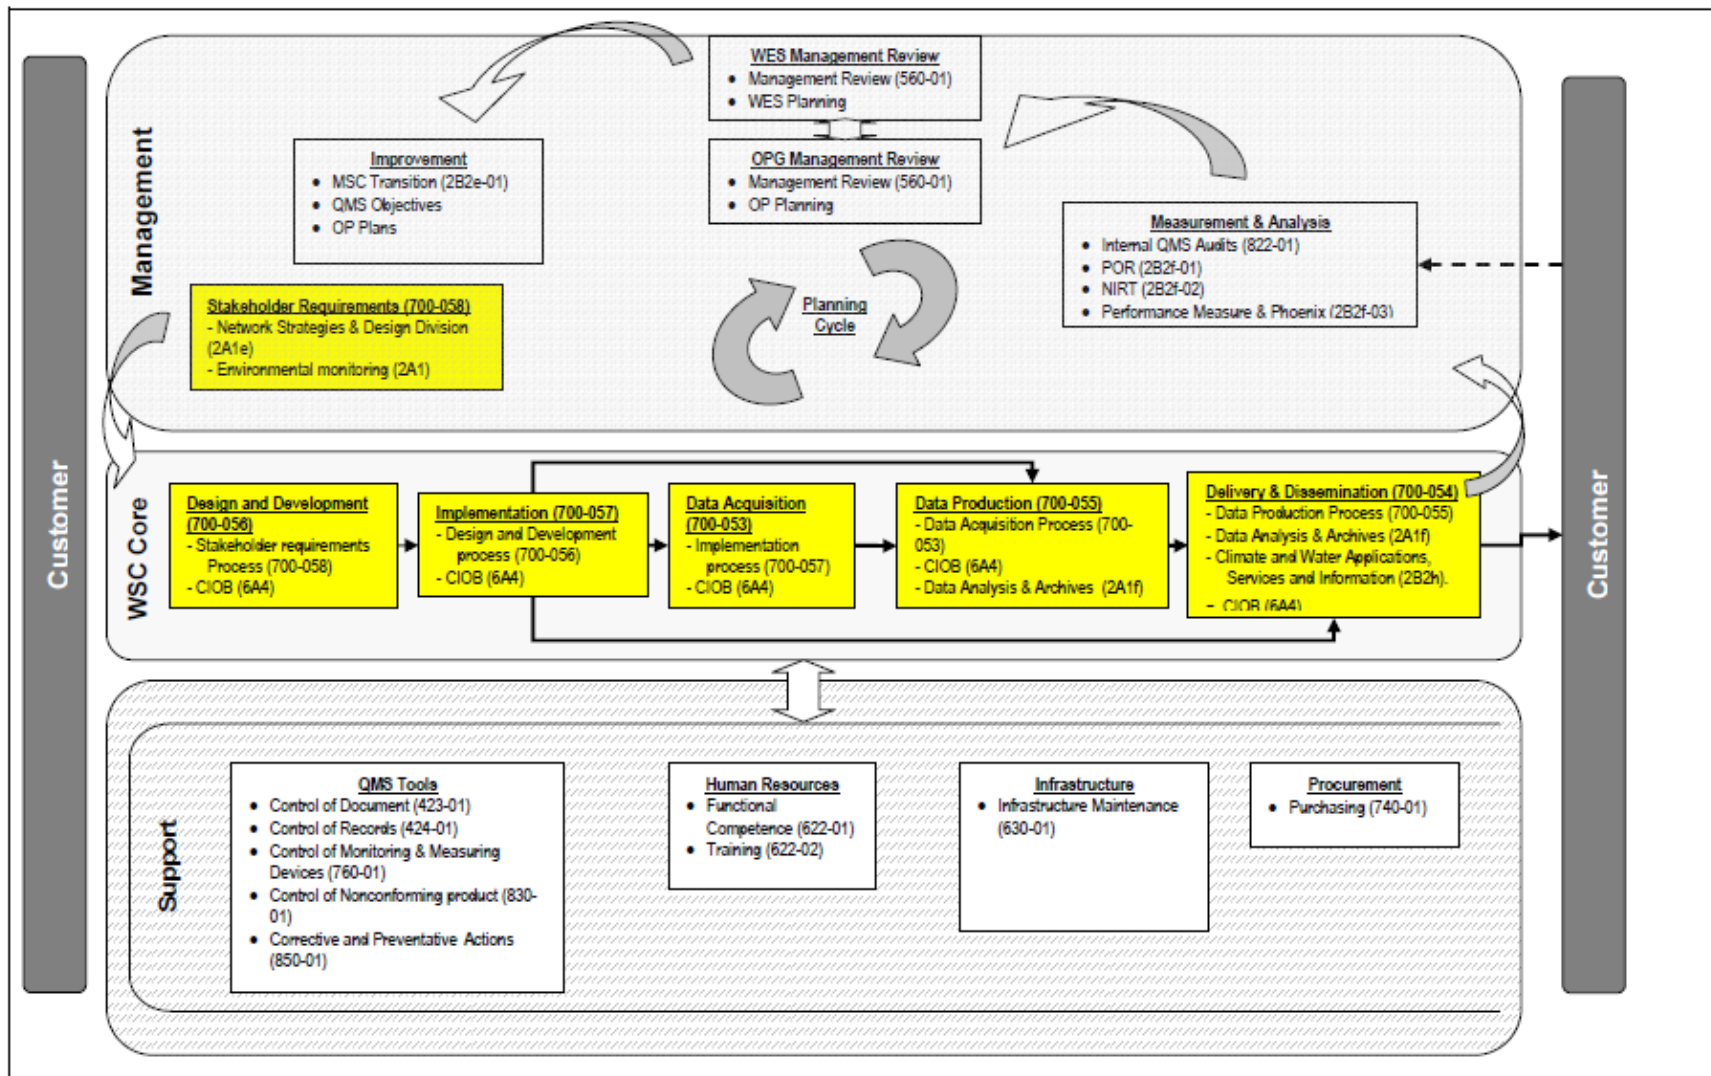 Customer
Management
WES Management Review
• Management Review (560-01)
• WES Planning
OPG Management Review
• Management Review (560-01)
• OP Planning
Improvement
• MSC Transition (2B2e-01)
• QMS Objectives
• OP Plans
Measurement & Analysis
• Internal QMS Audits (822-01)
• POR (2B2f-01)
• NIRT (2B2f-02)
• Performance Measure & Phoenix (2B2f-03)
Planning
Cycle
Stakeholder Requirements (700-058)
- Network Strategies & Design Division
(2A1e)
- Environmental monitoring (2A1)
WSC Core
Design and Development
(700-056)
- Stakeholder requirements
Process (700-058)
- CIOB (6A4)
Implementation (700-057)
- Design and Development
process (700-056)
- CIOB (6A4)
Data Acquisition
(700-053)
- Implementation
process (700-057)
- CIOB (6A4)
Data Production (700-055)
- Data Acquisition Process (700-
053)
- CIOB (6A4)
- Data Analysis & Archives (2A1f)
Delivery & Dissemination (700-054)
- Data Production Process (700-055)
- Data Analysis & Archives (2A1f)
- Climate and Water Applications,
Services and Information (2B2h).
- CIOB (6A4)
Support
QMS Tools
• Control of Document (423-01)
• Control of Records (424-01)
• Control of Monitoring & Measuring
Devices (760-01)
• Control of Nonconforming product (830-
01)
• Corrective and Preventative Actions
(850-01)
Human Resources
• Functional
Competence (622-01)
• Training (622-02)
Infrastructure
• Infrastructure Maintenance
(630-01)
Procurement
• Purchasing (740-01)
Customer